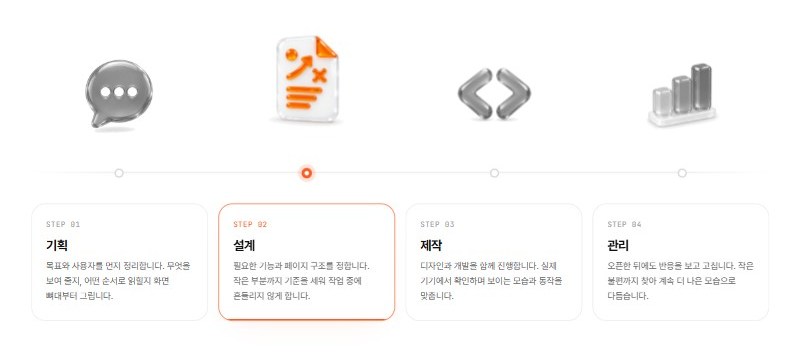 STEP 01
기획
목표와 사용자를 먼저 정리합니다. 무엇을
보여 줄지, 어떤 순서로 읽힐지 화면
뼈대부터 그립니다.
STEP 02
설계
필요한 기능과 페이지 구조를 정합니다.
작은 부분까지 기준을 세워 작업 중에
흔들리지 않게 합니다.
STEP 03
제작
디자인과 개발을 함께 진행합니다. 실제
기기에서 확인하며 보이는 모습과 동작을
맞춥니다.
STEP 04
관리
오픈한 뒤에도 반응을 보고 고칩니다. 작은
불편까지 찾아 계속 더 나은 모습으로
다듬습니다.